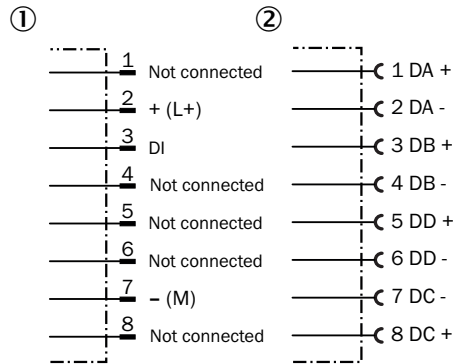 ①
1 Not connected
2 + (L+)
3 DI
4 Not connected
5 Not connected
6 Not connected
7 – (M)
8 Not connected
②
1 DA +
2 DA -
3 DB +
4 DB -
5 DD +
6 DD -
7 DC -
8 DC +